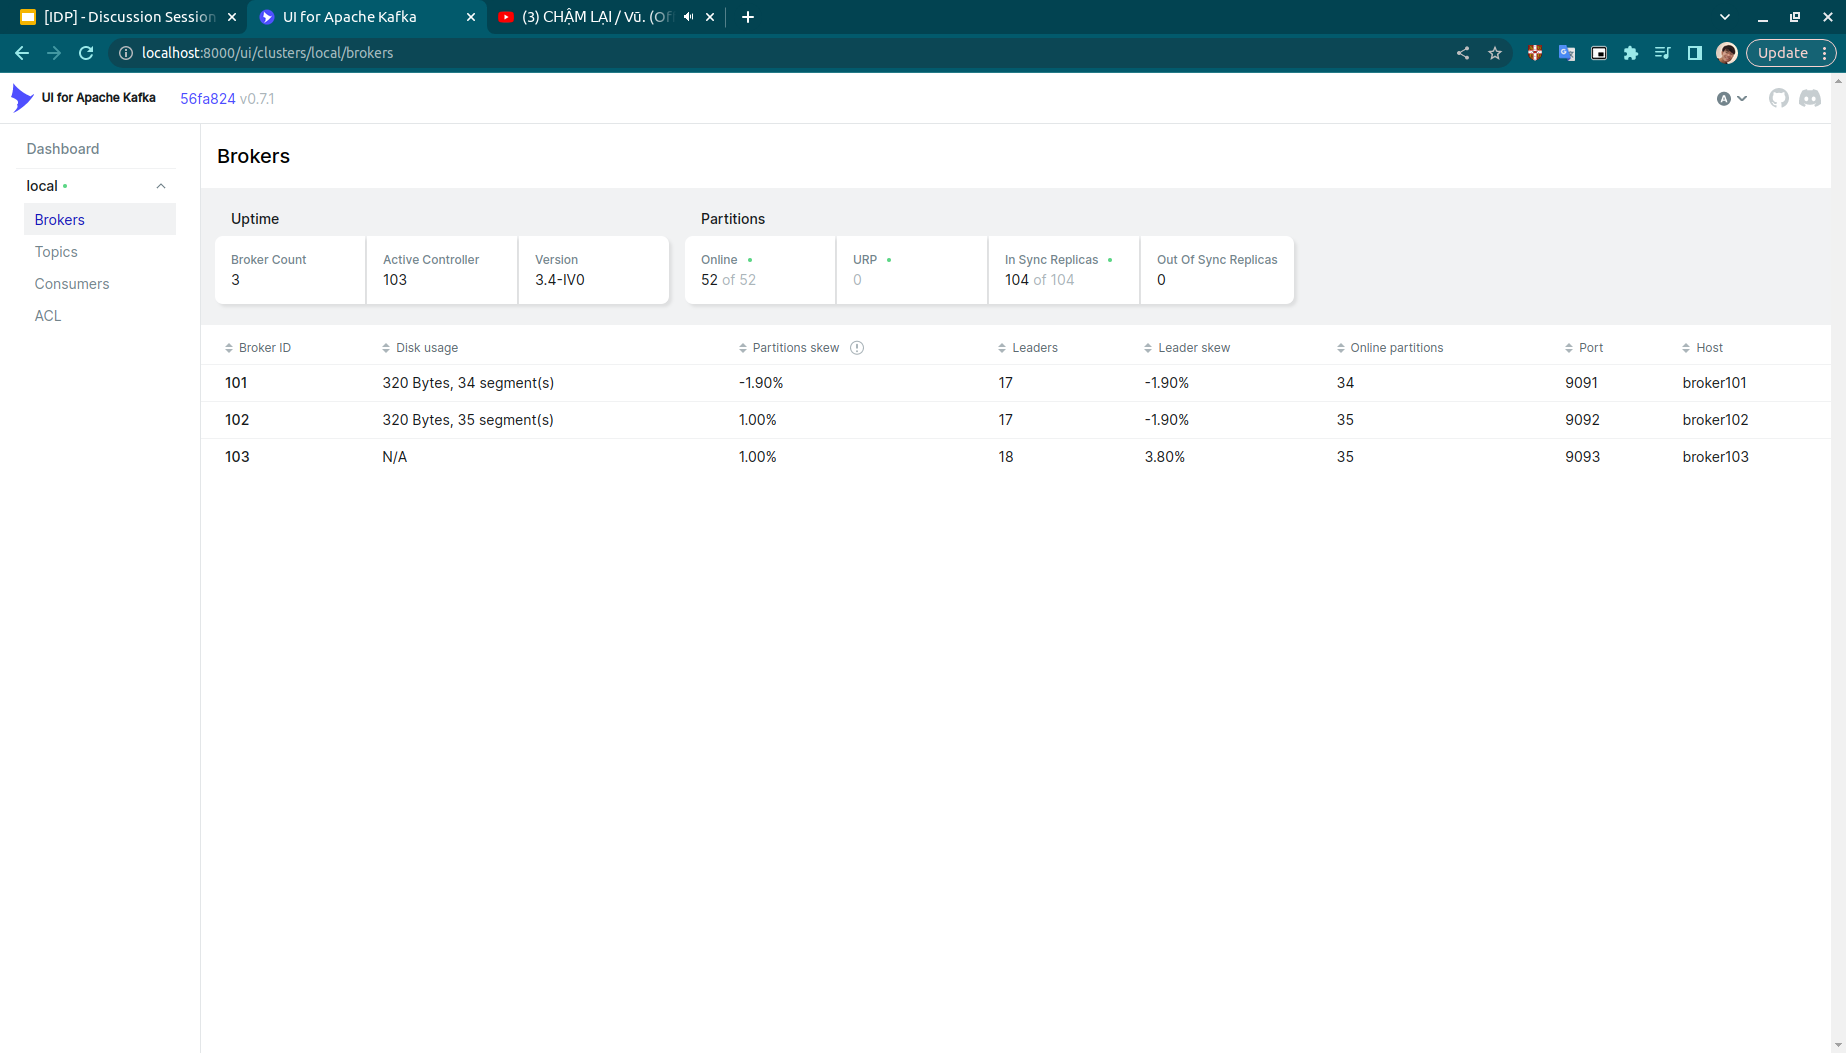 [IDP] - Discussion Session
UI for Apache Kafka
(3) CHẬM LẠI / Vũ. (Of
localhost:8000/ui/clusters/local/brokers
Update
UI for Apache Kafka
56fa824 v0.7.1
A
Dashboard
local
Brokers
Topics
Consumers
ACL
Brokers
Uptime
Broker Count
3
Active Controller
103
Version
3.4-IV0
Partitions
Online
52 of 52
URP
0
In Sync Replicas
104 of 104
Out Of Sync Replicas
0
Broker ID Disk usage Partitions skew Leaders Leader skew Online partitions Port Host
101 320 Bytes, 34 segment(s) -1.90% 17 -1.90% 34 9091 broker101
102 320 Bytes, 35 segment(s) 1.00% 17 -1.90% 35 9092 broker102
103 N/A 1.00% 18 3.80% 35 9093 broker103